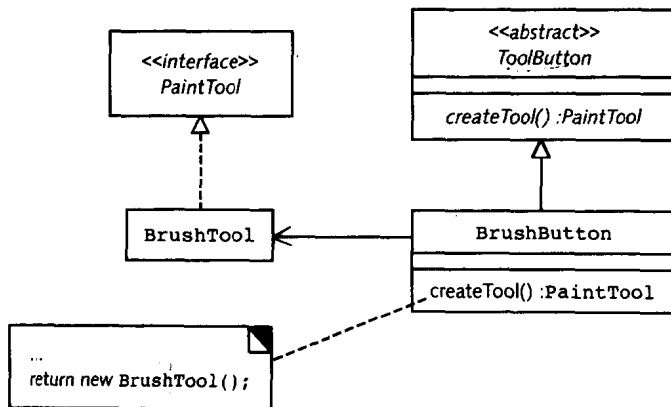 <<interface>>
PaintTool
<<abstract>>
ToolButton
createTool() :PaintTool
BrushTool
BrushButton
createTool() :PaintTool
...
return new BrushTool();